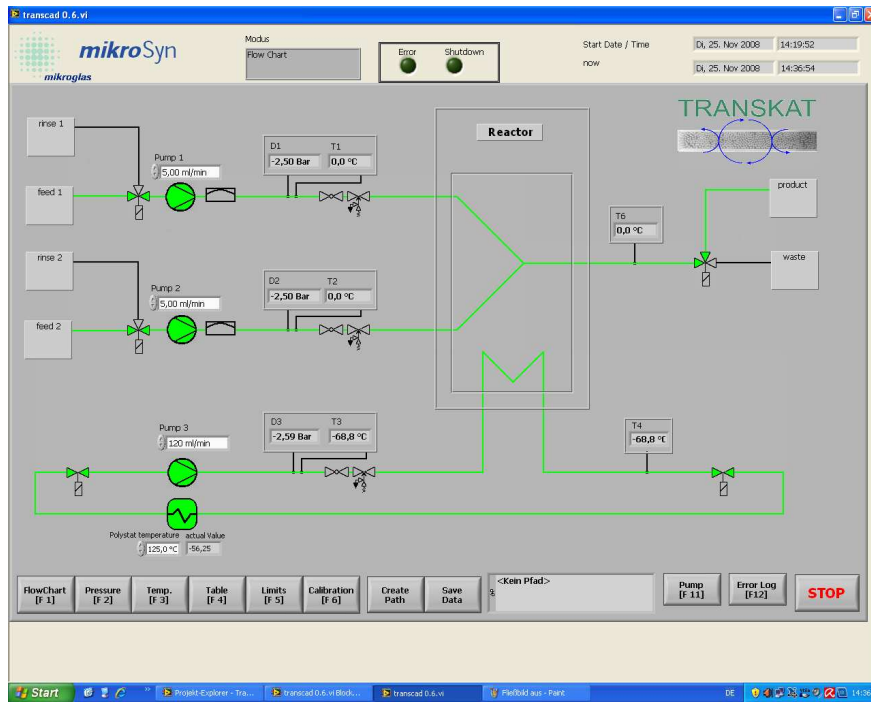 transcad 0.6.vi
mikroSyn
mikroglas
Modus
Flow Chart
Error
Shutdown
Start Date / Time
Di, 25. Nov 2008
14:19:52
now
Di, 25. Nov 2008
14:36:54
TRANSKAT
rinse 1
feed 1
Pump 1
5,00 ml/min
D1
T1
-2,50 Bar
0,0 °C
Reactor
T6
0,0 °C
product
waste
rinse 2
feed 2
Pump 2
5,00 ml/min
D2
T2
-2,50 Bar
0,0 °C
Pump 3
120 ml/min
D3
T3
-2,59 Bar
-68,8 °C
T4
-68,8 °C
Polystat temperature
actual Value
125,0 °C
-56,25
FlowChart
[F 1]
Pressure
[F 2]
Temp.
[F 3]
Table
[F 4]
Limits
[F 5]
Calibration
[F 6]
Create
Path
Save
Data
<Kein Pfad>
Pump
[F 11]
Error Log
[F12]
STOP
Start
Projekt-Explorer - Tra...
transcad 0.6.vi Block...
transcad 0.6.vi
Fließbild aus - Paint
DE
14:36